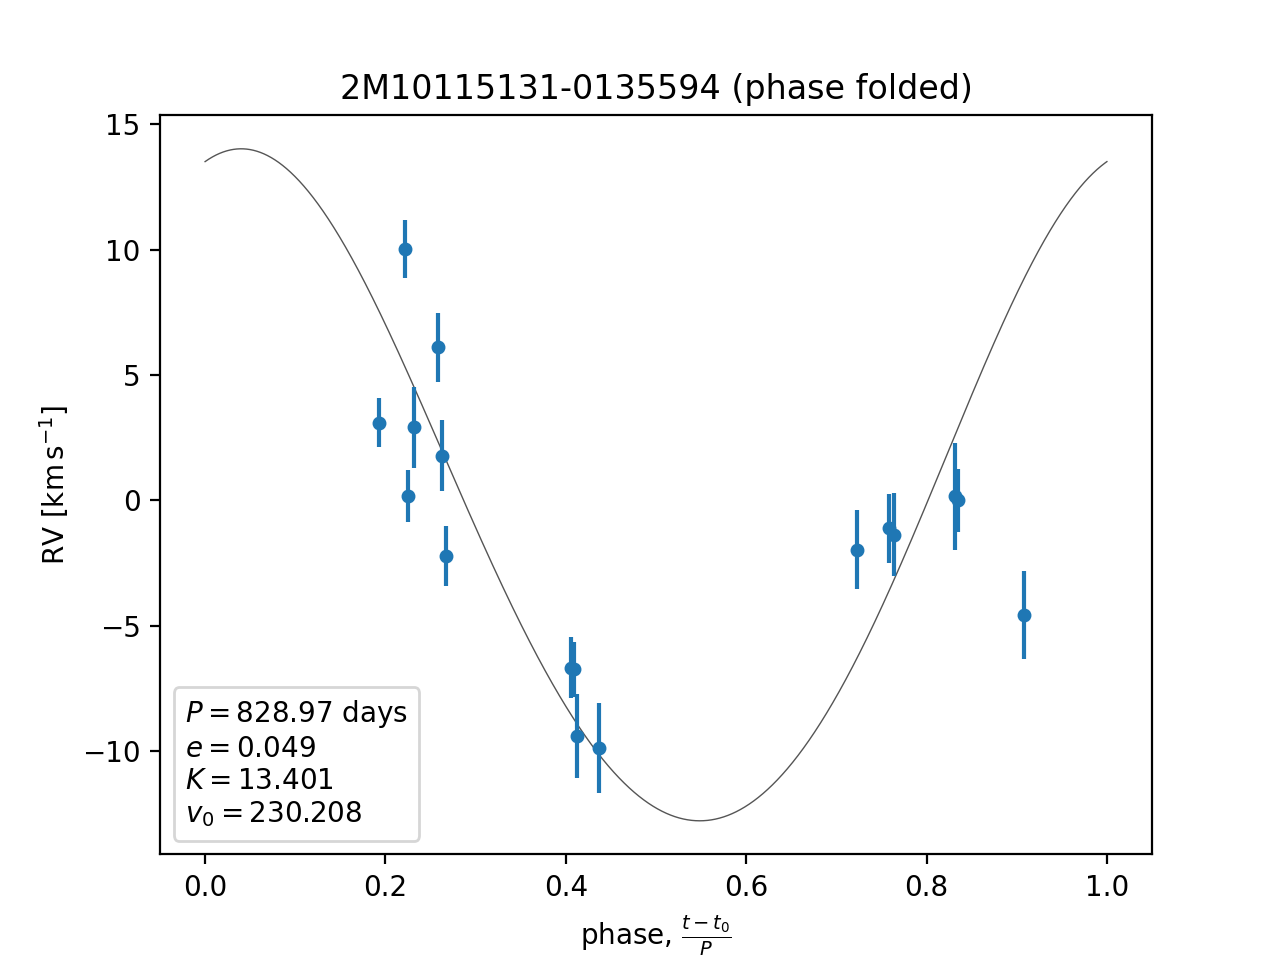 2M10115131-0135594 (phase folded)
15
10
5
0
−5
−10
RV [km s⁻¹]
P = 828.97 days
e = 0.049
K = 13.401
v₀ = 230.208
0.0 0.2 0.4 0.6 0.8 1.0
phase, (t − t₀)/P